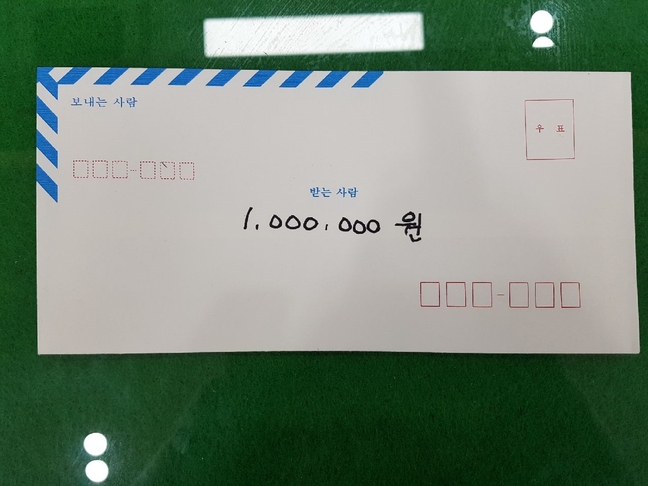 보내는 사람
우 표
받는 사람
1.000.000 원